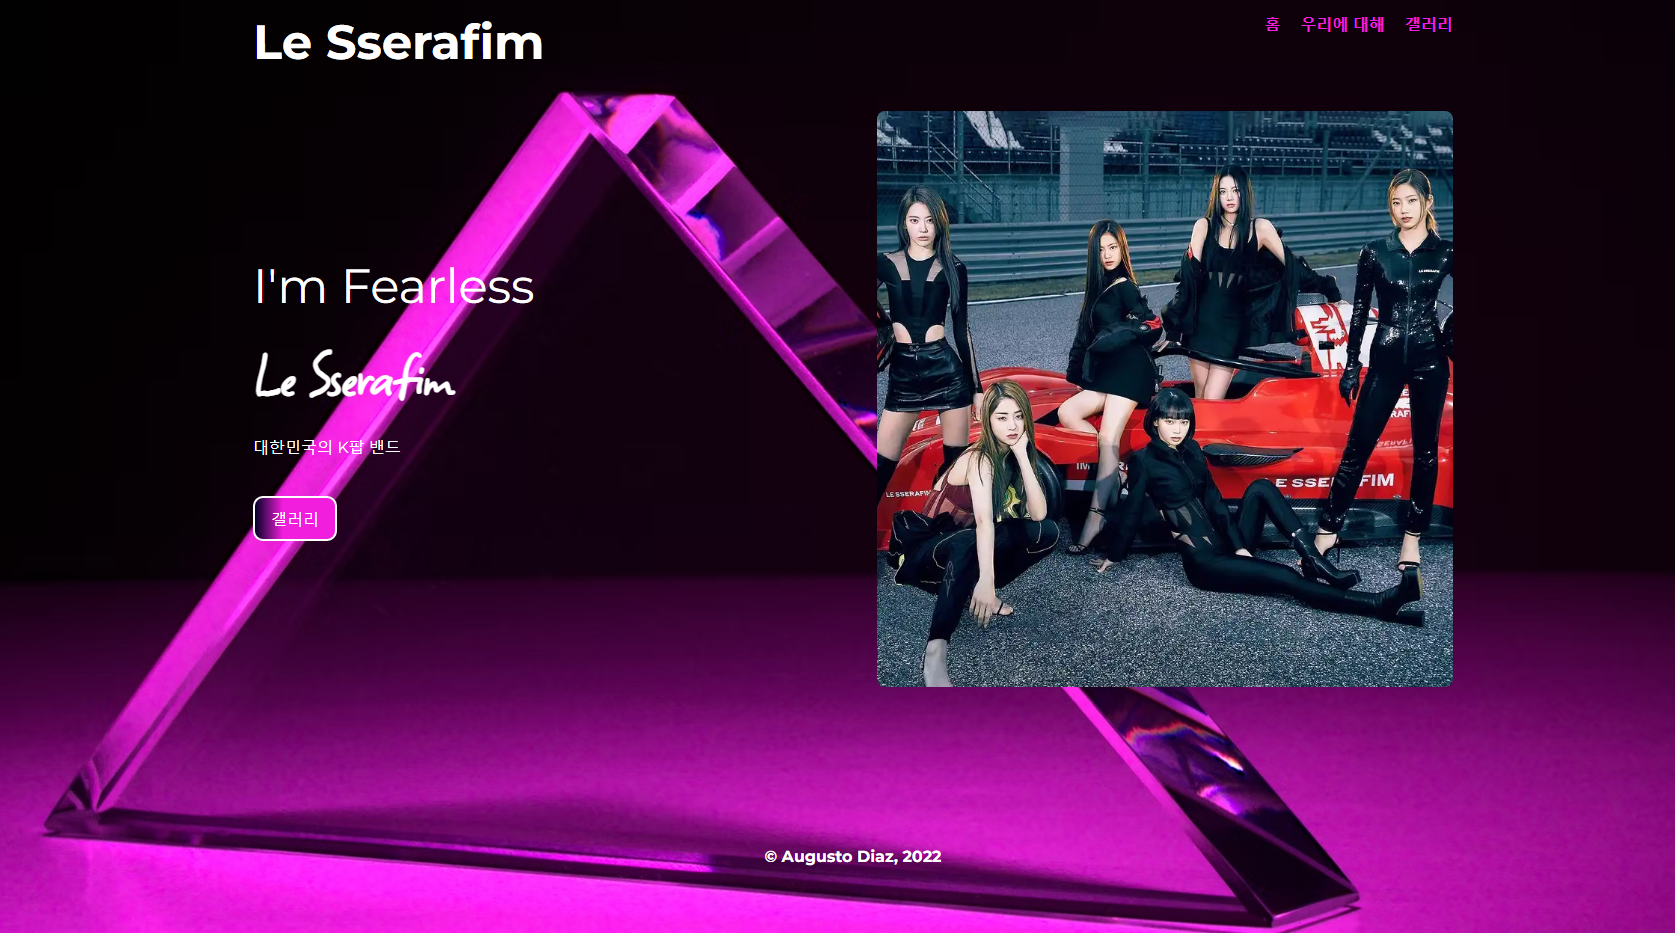 Le Sserafim
홈 우리에 대해 갤러리
I'm Fearless
Le Sserafim
대한민국의 K팝 밴드
갤러리
LE SSERAFIM
© Augusto Diaz, 2022